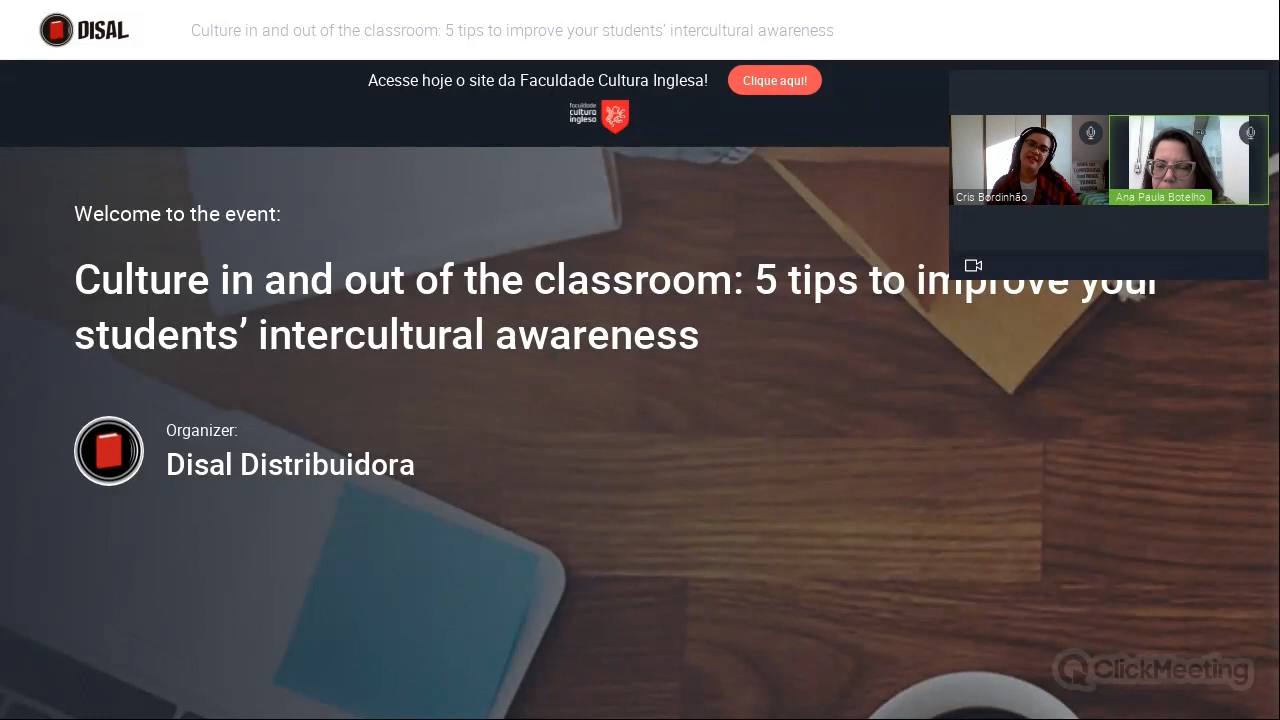 DISAL
Culture in and out of the classroom: 5 tips to improve your students’ intercultural awareness
Acesse hoje o site da Faculdade Cultura Inglesa!
Clique aqui!
faculdade
cultura
inglesa
Cris Bordinhão
Ana Paula Botelho
Welcome to the event:
Culture in and out of the classroom: 5 tips to improve your
students’ intercultural awareness
Organizer:
Disal Distribuidora
ClickMeeting